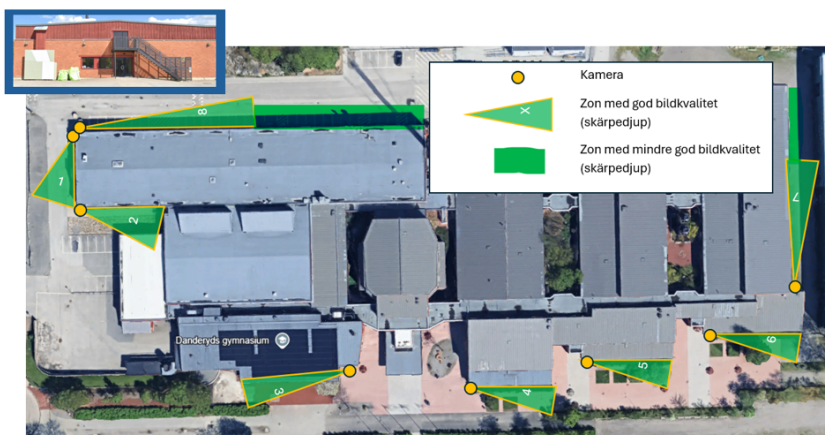 Kamera
X
Zon med god bildkvalitet
(skärpedjup)
Zon med mindre god bildkvalitet
(skärpedjup)
8
1
2
7
Danderyds gymnasium
3
4
5
6